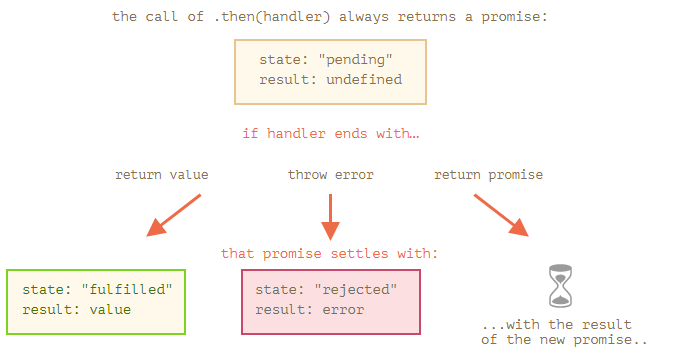 the call of .then(handler) always returns a promise:
state: "pending"
result: undefined
if handler ends with…
return value
throw error
return promise
that promise settles with:
state: "fulfilled"
result: value
state: "rejected"
result: error
...with the result
of the new promise..